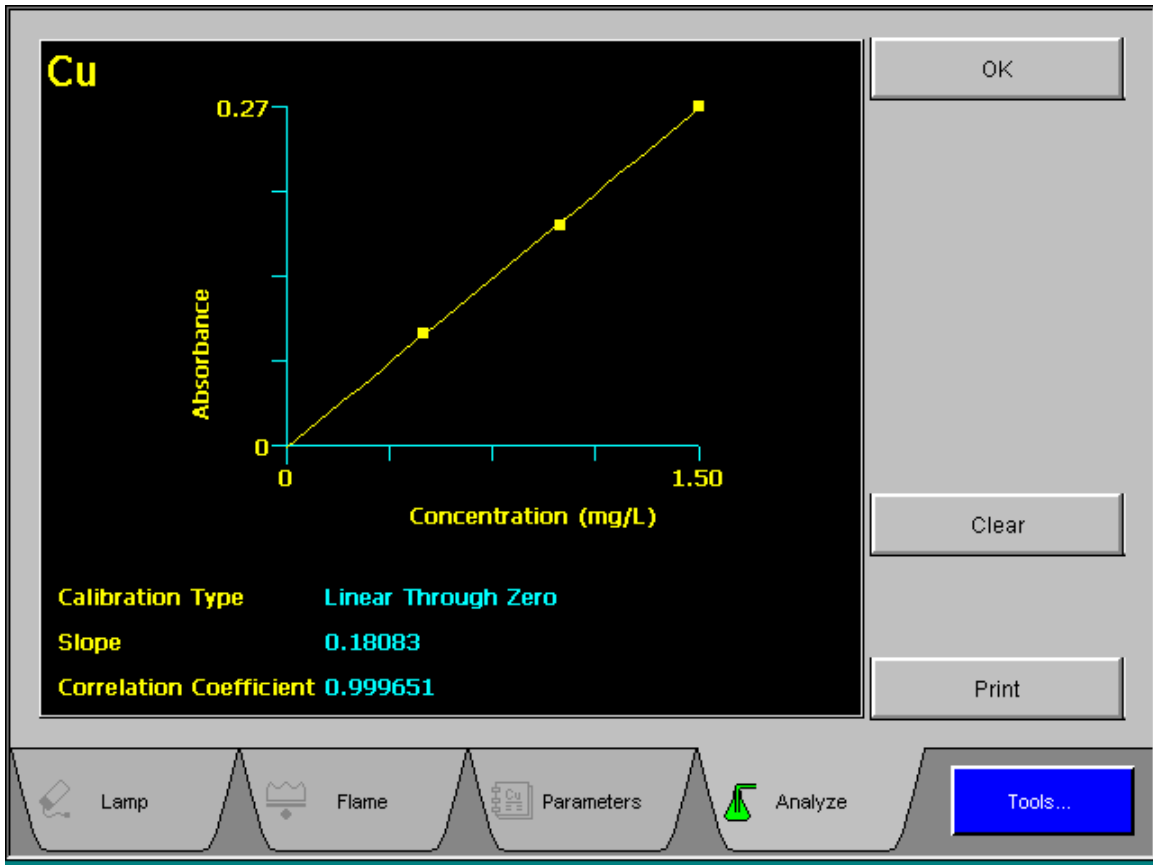 Cu
OK
0.27
Absorbance
0
0
1.50
Concentration (mg/L)
Clear
Calibration Type Linear Through Zero
Slope 0.18083
Correlation Coefficient 0.999651
Print
Lamp
Flame
Cu
Parameters
Analyze
Tools...